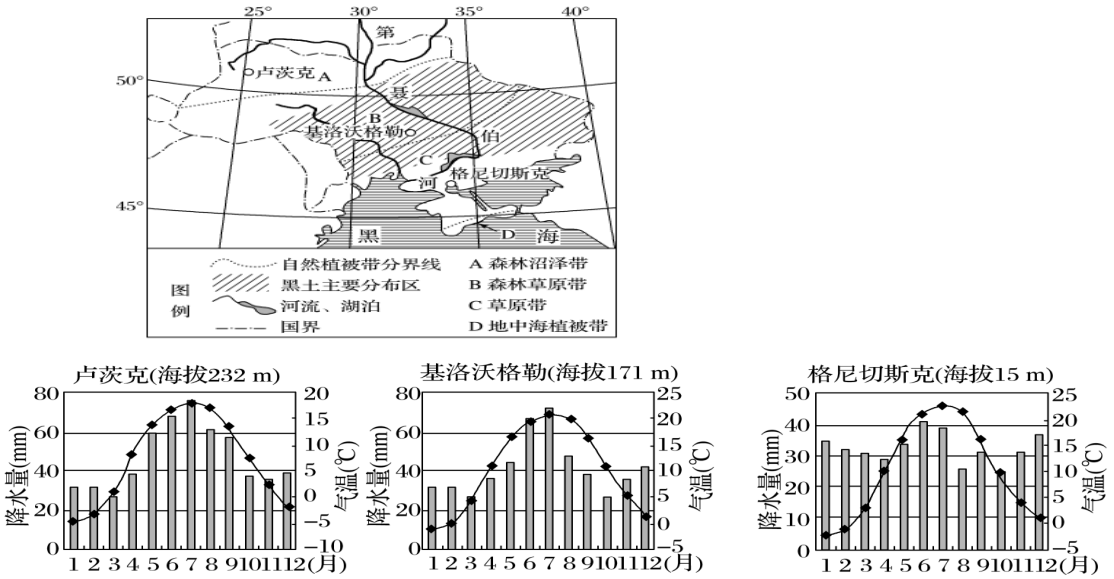 25° 30° 35° 40°
第
卢茨克 A
50°
聂
B
基洛沃格勒
伯
C
格尼切斯克
河
45°
黑 D 海
图例
自然植被带分界线 A 森林沼泽带
黑土主要分布区 B 森林草原带
河流、湖泊 C 草原带
国界 D 地中海植被带
卢茨克(海拔232 m)
降水量(mm)
80
60
40
20
0
气温(℃)
20
15
10
5
0
−5
−10
1 2 3 4 5 6 7 8 9 10 11 12(月)
基洛沃格勒(海拔171 m)
降水量(mm)
80
60
40
20
0
气温(℃)
25
20
15
10
5
0
−5
1 2 3 4 5 6 7 8 9 10 11 12(月)
格尼切斯克(海拔15 m)
降水量(mm)
50
40
30
20
10
0
气温(℃)
25
20
15
10
5
0
−5
1 2 3 4 5 6 7 8 9 10 11 12(月)